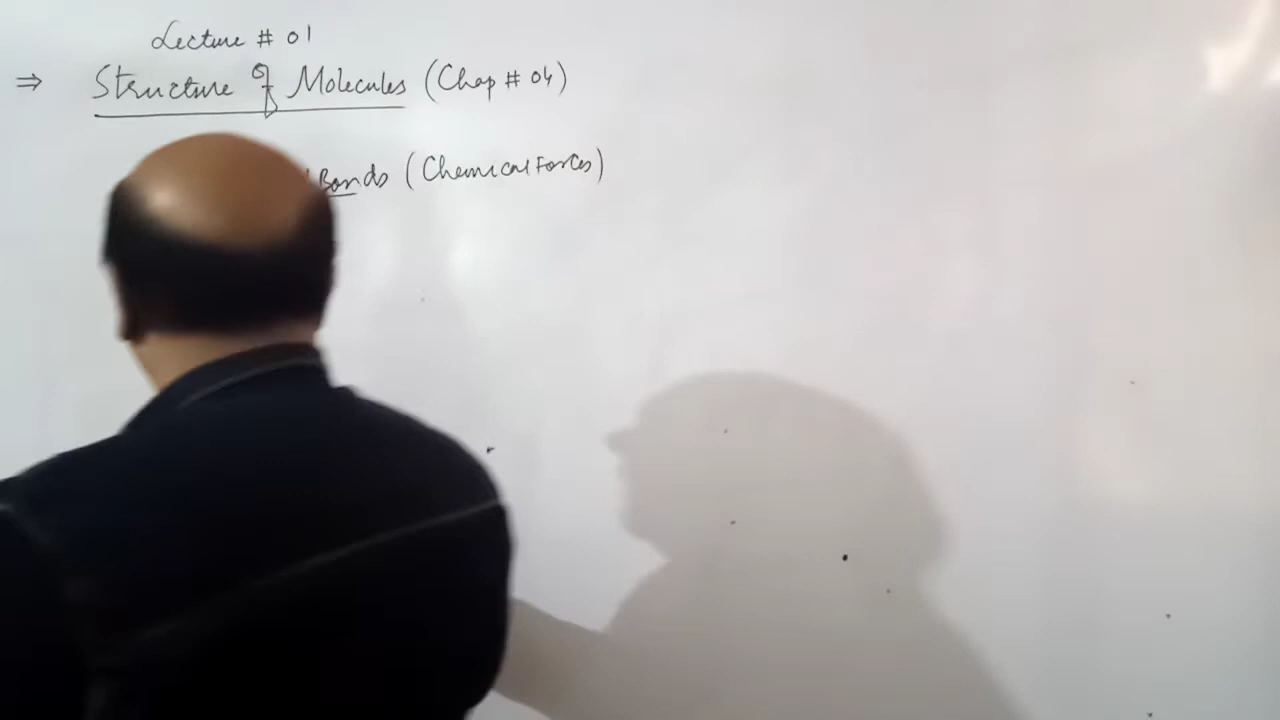 Lecture # 01
⇒ Structure of Molecules (Chap # 04)
Bonds (Chemical Forces)